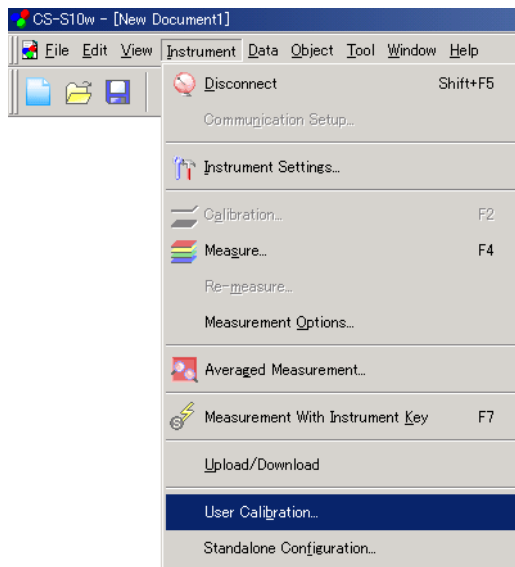 CS-S10w - [New Document1]
File Edit View Instrument Data Object Tool Window Help
Disconnect Shift+F5
Communication Setup...
Instrument Settings...
Calibration... F2
Measure... F4
Re-measure...
Measurement Options...
Averaged Measurement...
Measurement With Instrument Key F7
Upload/Download
User Calibration...
Standalone Configuration...